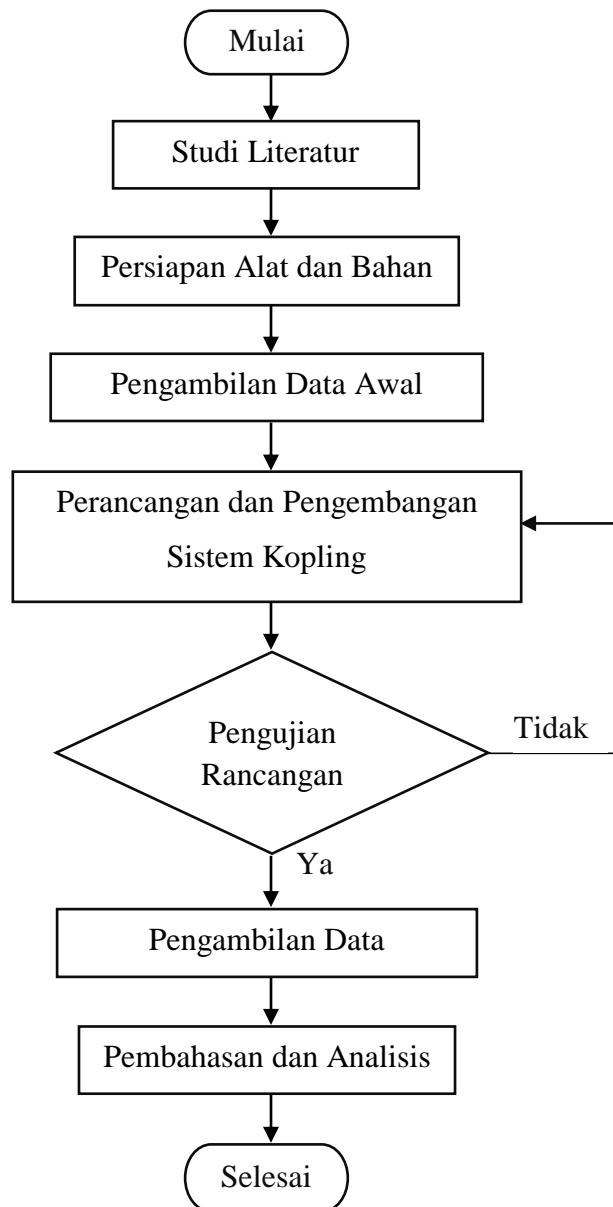 Mulai
Studi Literatur
Persiapan Alat dan Bahan
Pengambilan Data Awal
Perancangan dan Pengembangan
Sistem Kopling
Pengujian
Rancangan
Tidak
Ya
Pengambilan Data
Pembahasan dan Analisis
Selesai